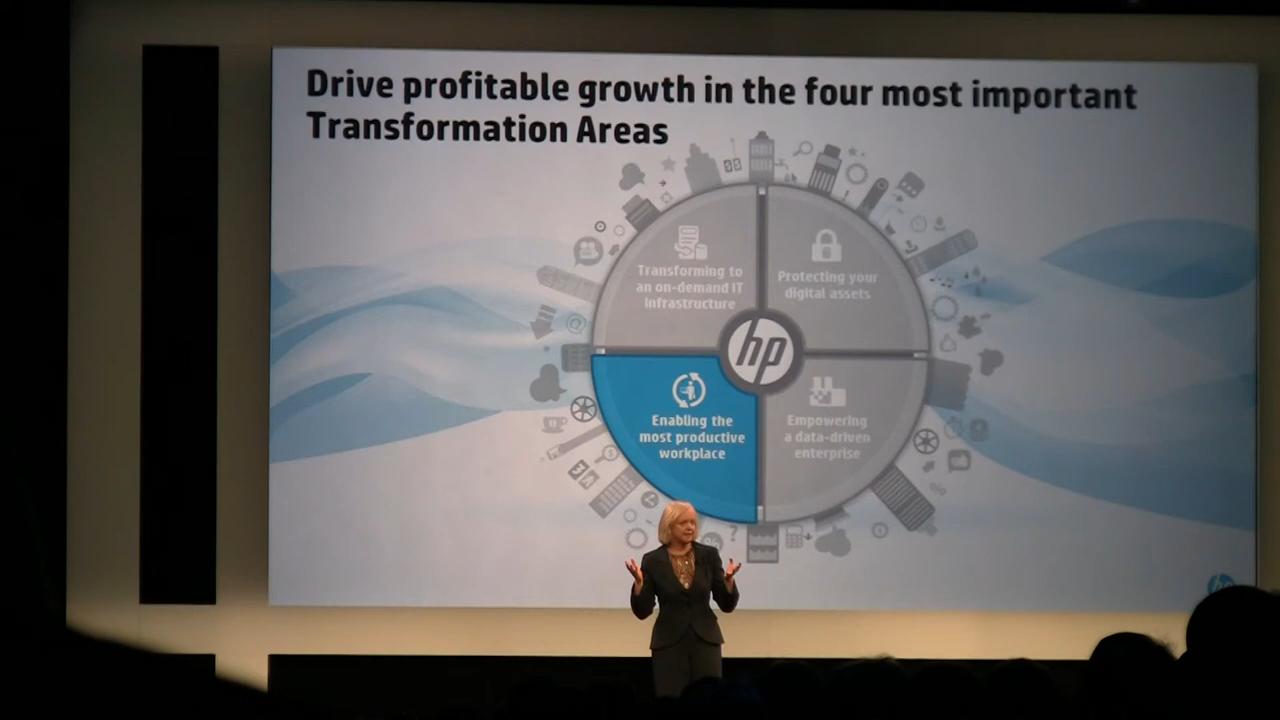 Drive profitable growth in the four most important
Transformation Areas
Transforming to
an on-demand IT
infrastructure
Protecting your
digital assets
hp
Enabling the
most productive
workplace
Empowering
a data-driven
enterprise
hp